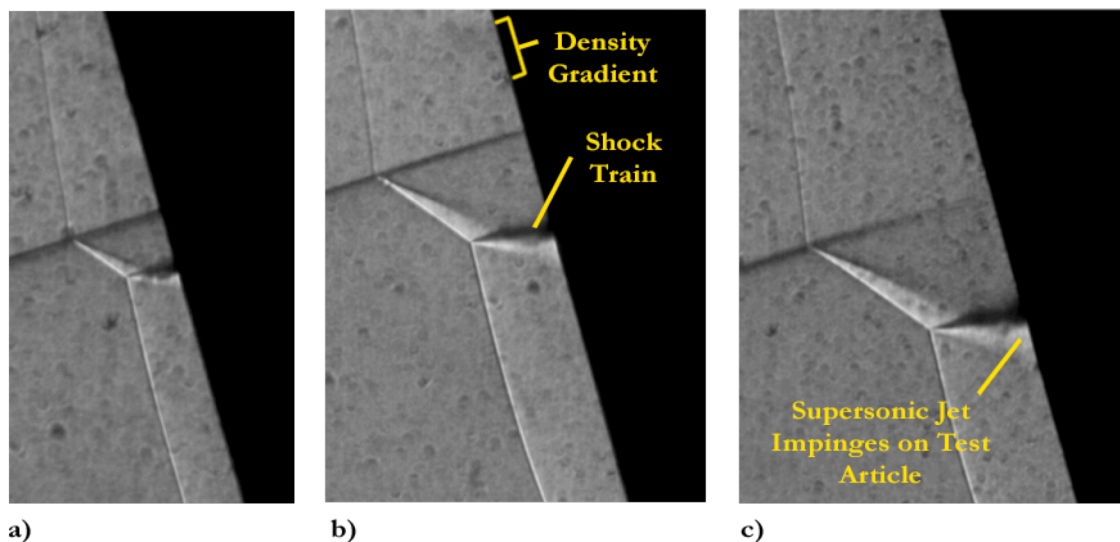 Density
Gradient
Shock
Train
Supersonic Jet
Impinges on Test
Article
a)
b)
c)